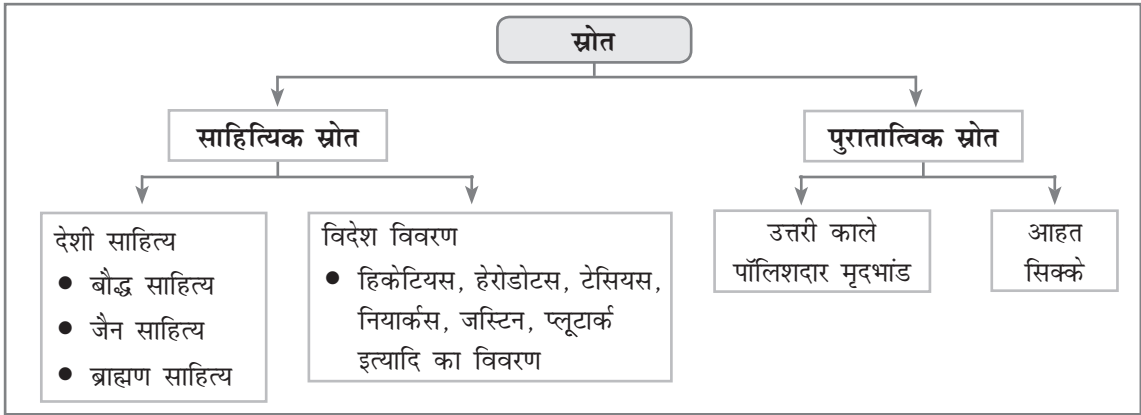 स्रोत
साहित्यिक स्रोत
पुरातात्विक स्रोत
देशी साहित्य
● बौद्ध साहित्य
● जैन साहित्य
● ब्राह्मण साहित्य
विदेश विवरण
● हिकेटियस, हेरोडोटस, टेसियस,
नियार्कस, जस्टिन, प्लूटार्क
इत्यादि का विवरण
उत्तरी काले
पॉलिशदार मृदभांड
आहत
सिक्के